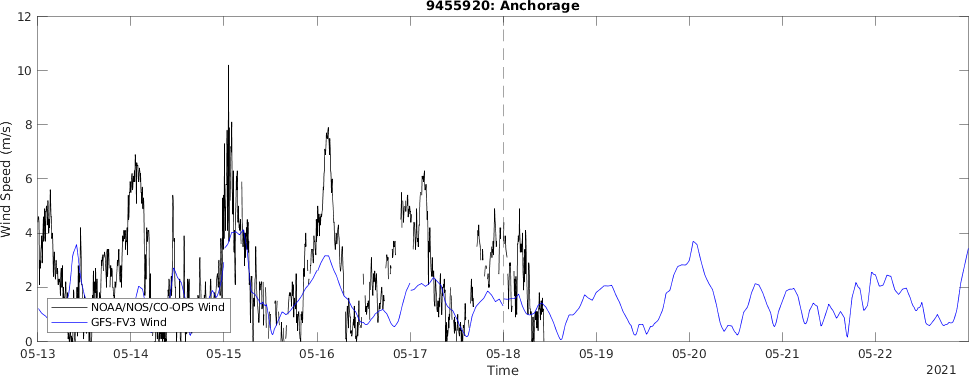 9455920: Anchorage
12
10
8
6
4
2
0
Wind Speed (m/s)
NOAA/NOS/CO-OPS Wind
GFS-FV3 Wind
05-13 05-14 05-15 05-16 05-17 05-18 05-19 05-20 05-21 05-22
Time
2021